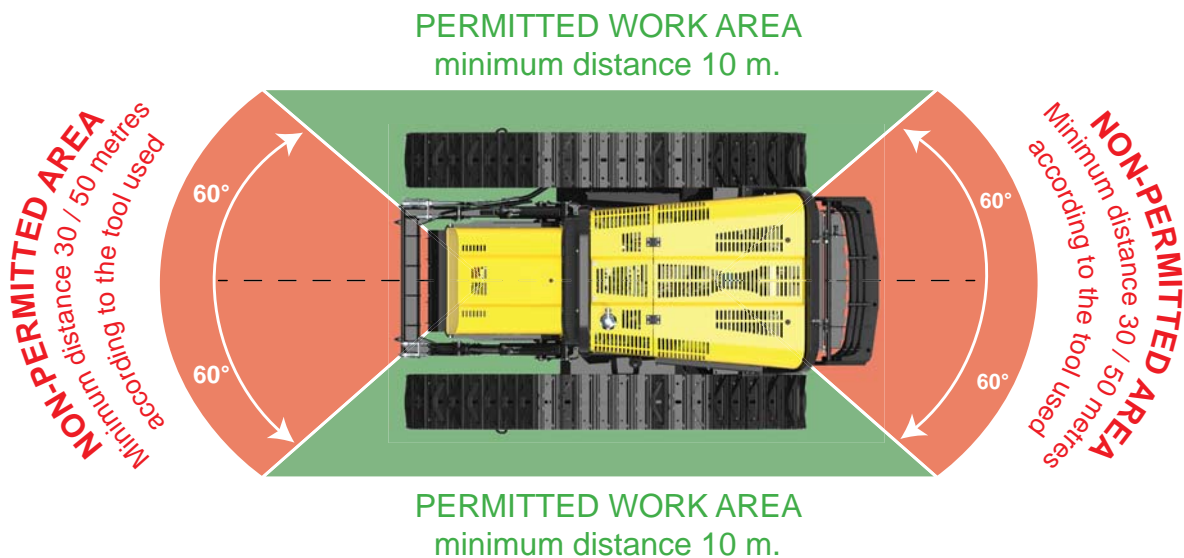 PERMITTED WORK AREA
minimum distance 10 m.
NON-PERMITTED AREA
Minimum distance 30 / 50 metres
according to the tool used
60°
60°
60°
60°
NON-PERMITTED AREA
Minimum distance 30 / 50 metres
according to the tool used
PERMITTED WORK AREA
minimum distance 10 m.